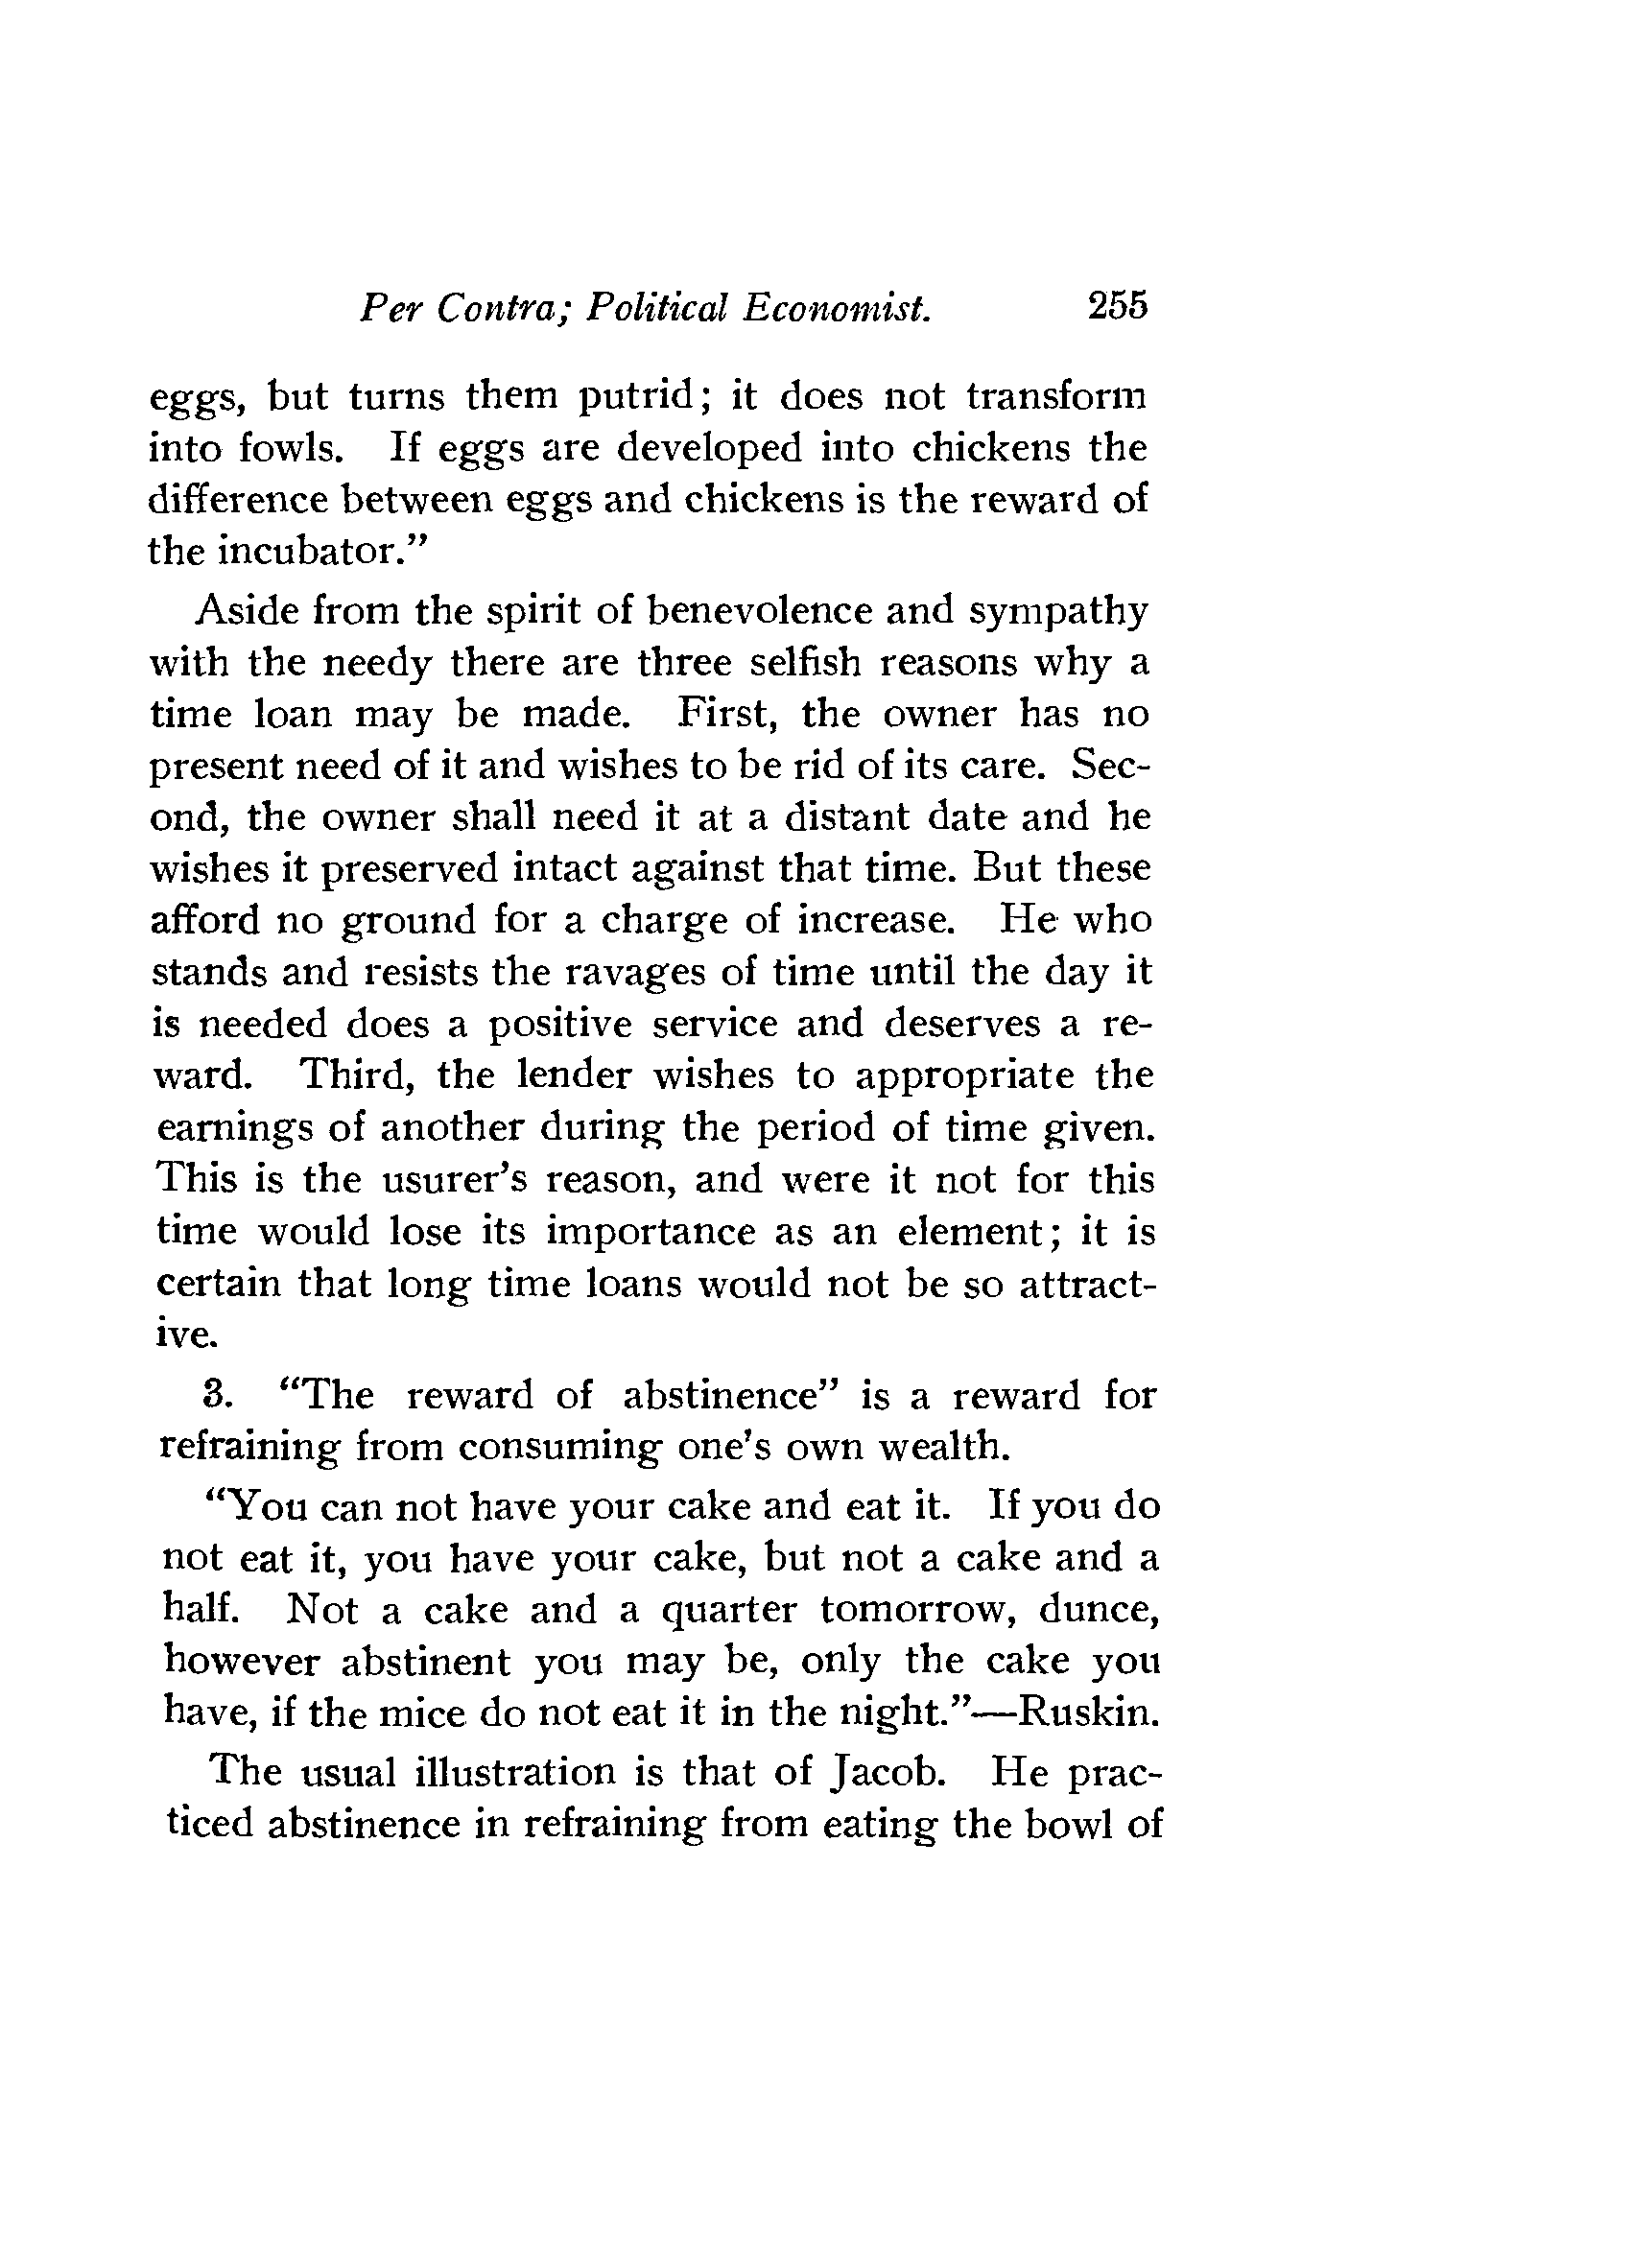 Per Contra; Political Economist. 255
eggs, but turns them putrid; it does not transform
into fowls. If eggs are developed into chickens the
difference between eggs and chickens is the reward of
the incubator.”
Aside from the spirit of benevolence and sympathy
with the needy there are three selfish reasons why a
time loan may be made. First, the owner has no
present need of it and wishes to be rid of its care. Sec-
ond, the owner shall need it at a distant date and he
wishes it preserved intact against that time. But these
afford no ground for a charge of increase. He who
stands and resists the ravages of time until the day it
is needed does a positive service and deserves a re-
ward. Third, the lender wishes to appropriate the
earnings of another during the period of time given.
This is the usurer’s reason, and were it not for this
time would lose its importance as an element; it is
certain that long time loans would not be so attract-
ive.
3. “The reward of abstinence” is a reward for
refraining from consuming one’s own wealth.
“You can not have your cake and eat it. If you do
not eat it, you have your cake, but not a cake and a
half. Not a cake and a quarter tomorrow, dunce,
however abstinent you may be, only the cake you
have, if the mice do not eat it in the night.”—Ruskin.
The usual illustration is that of Jacob. He prac-
ticed abstinence in refraining from eating the bowl of